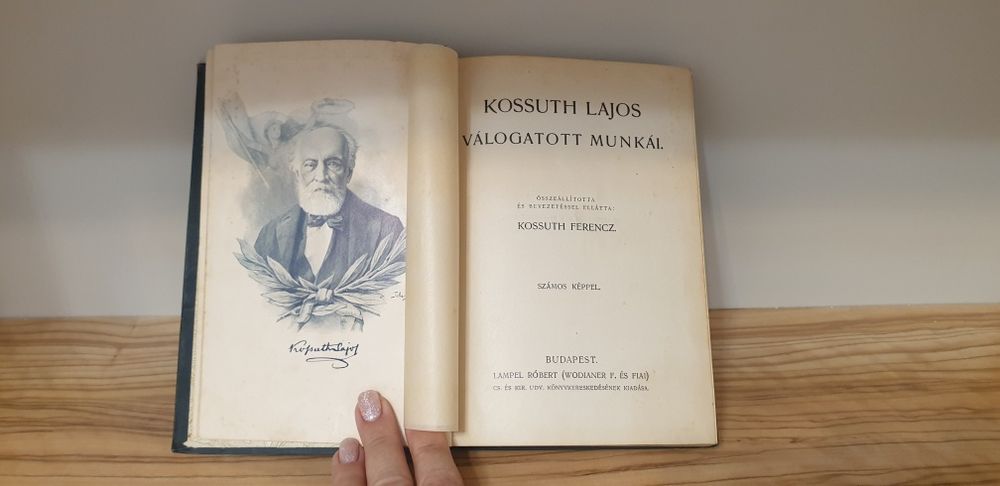 Kossuth Lajos
KOSSUTH LAJOS
VÁLOGATOTT MUNKÁI.
ÖSSZEÁLLÍTOTTA
ÉS BEVEZETÉSSEL ELLÁTTA:
KOSSUTH FERENCZ.
SZÁMOS KÉPPEL.
BUDAPEST.
LAMPEL RÓBERT (WODIANER F. ÉS FIAI)
CS. ÉS KIR. UDV. KÖNYVKERESKEDÉSÉNEK KIADÁSA.